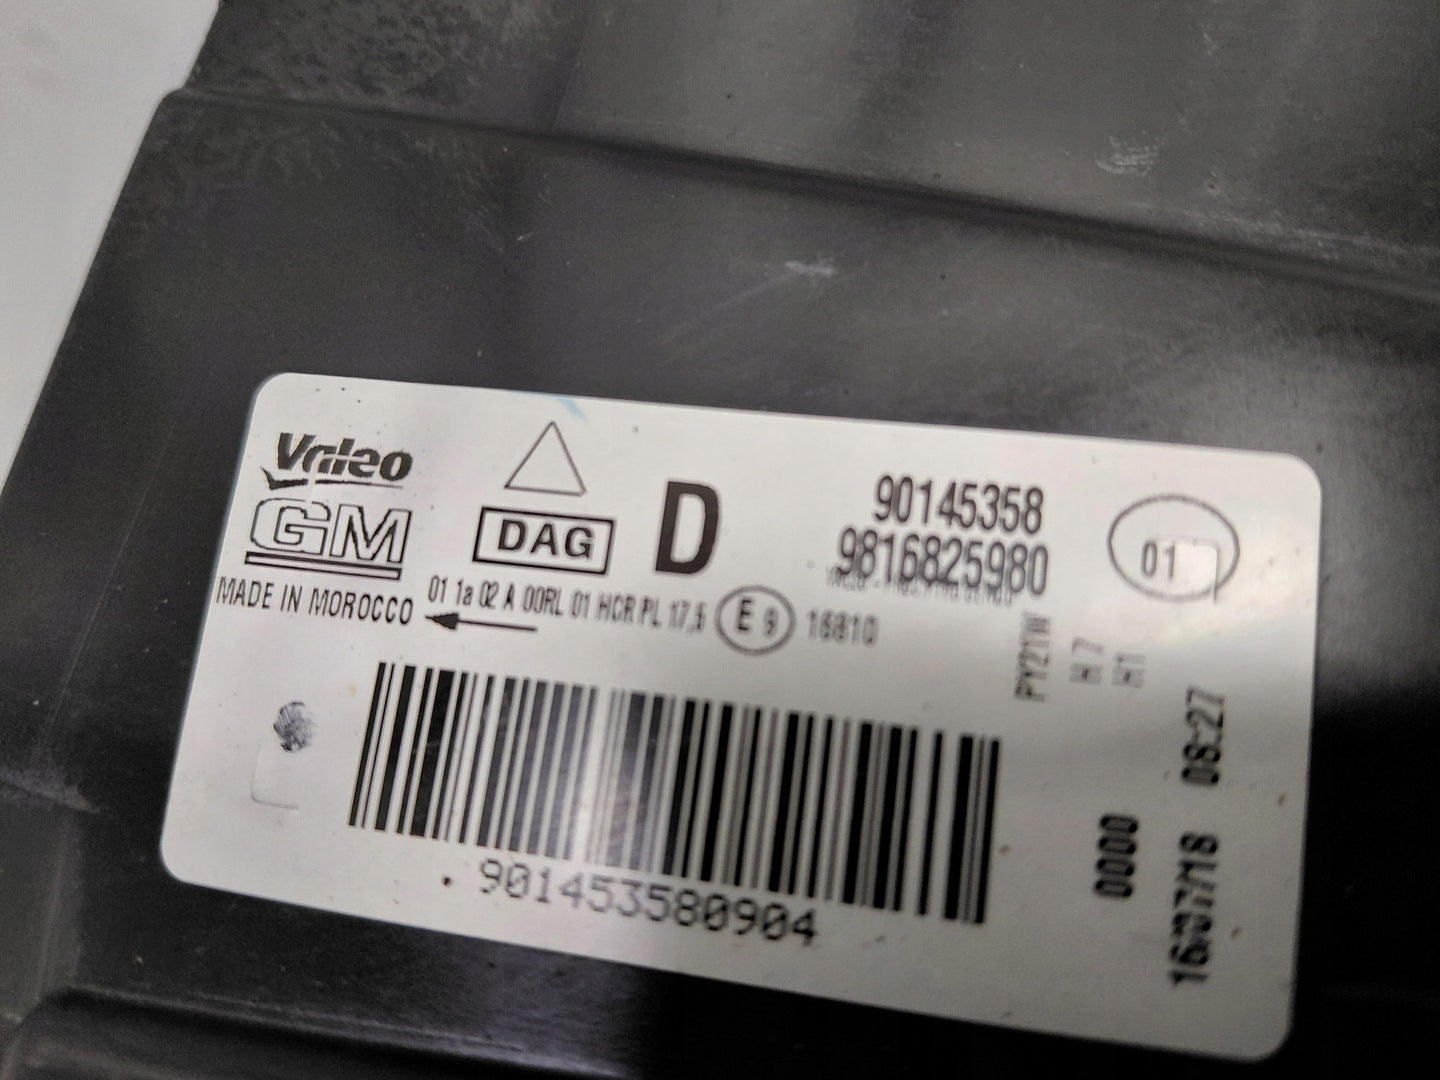 Valeo
GM
MADE IN MOROCCO
DAG
D
90145358
9816825980
01
01 1a 02 A 00RL 01 HCR PL 17,5
E 9
16810
PY21W
H7
H1
901453580904
0000
16/07/18 08:27